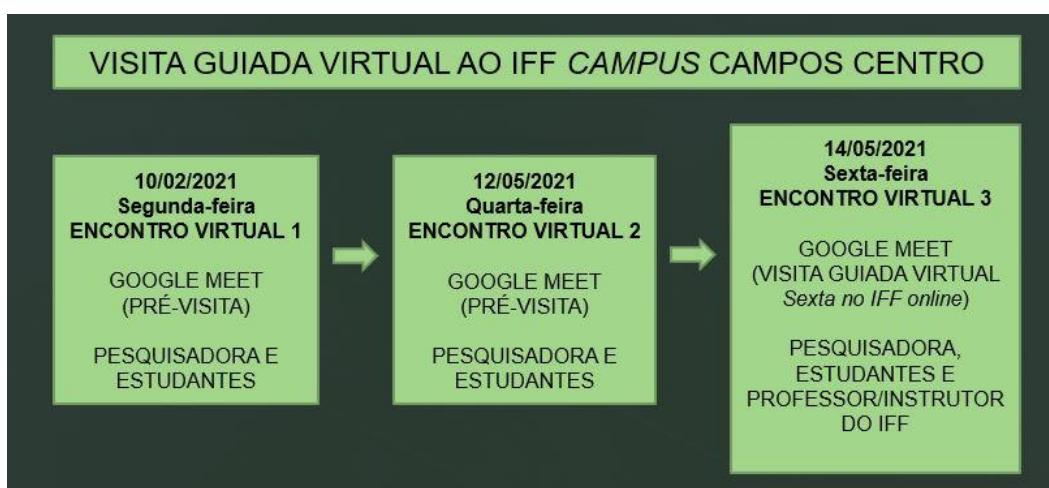 VISITA GUIADA VIRTUAL AO IFF CAMPUS CAMPOS CENTRO
10/02/2021
Segunda-feira
ENCONTRO VIRTUAL 1
GOOGLE MEET
(PRÉ-VISITA)
PESQUISADORA E
ESTUDANTES
12/05/2021
Quarta-feira
ENCONTRO VIRTUAL 2
GOOGLE MEET
(PRÉ-VISITA)
PESQUISADORA E
ESTUDANTES
14/05/2021
Sexta-feira
ENCONTRO VIRTUAL 3
GOOGLE MEET
(VISITA GUIADA VIRTUAL
Sexta no IFF online)
PESQUISADORA,
ESTUDANTES E
PROFESSOR/INSTRUTOR
DO IFF